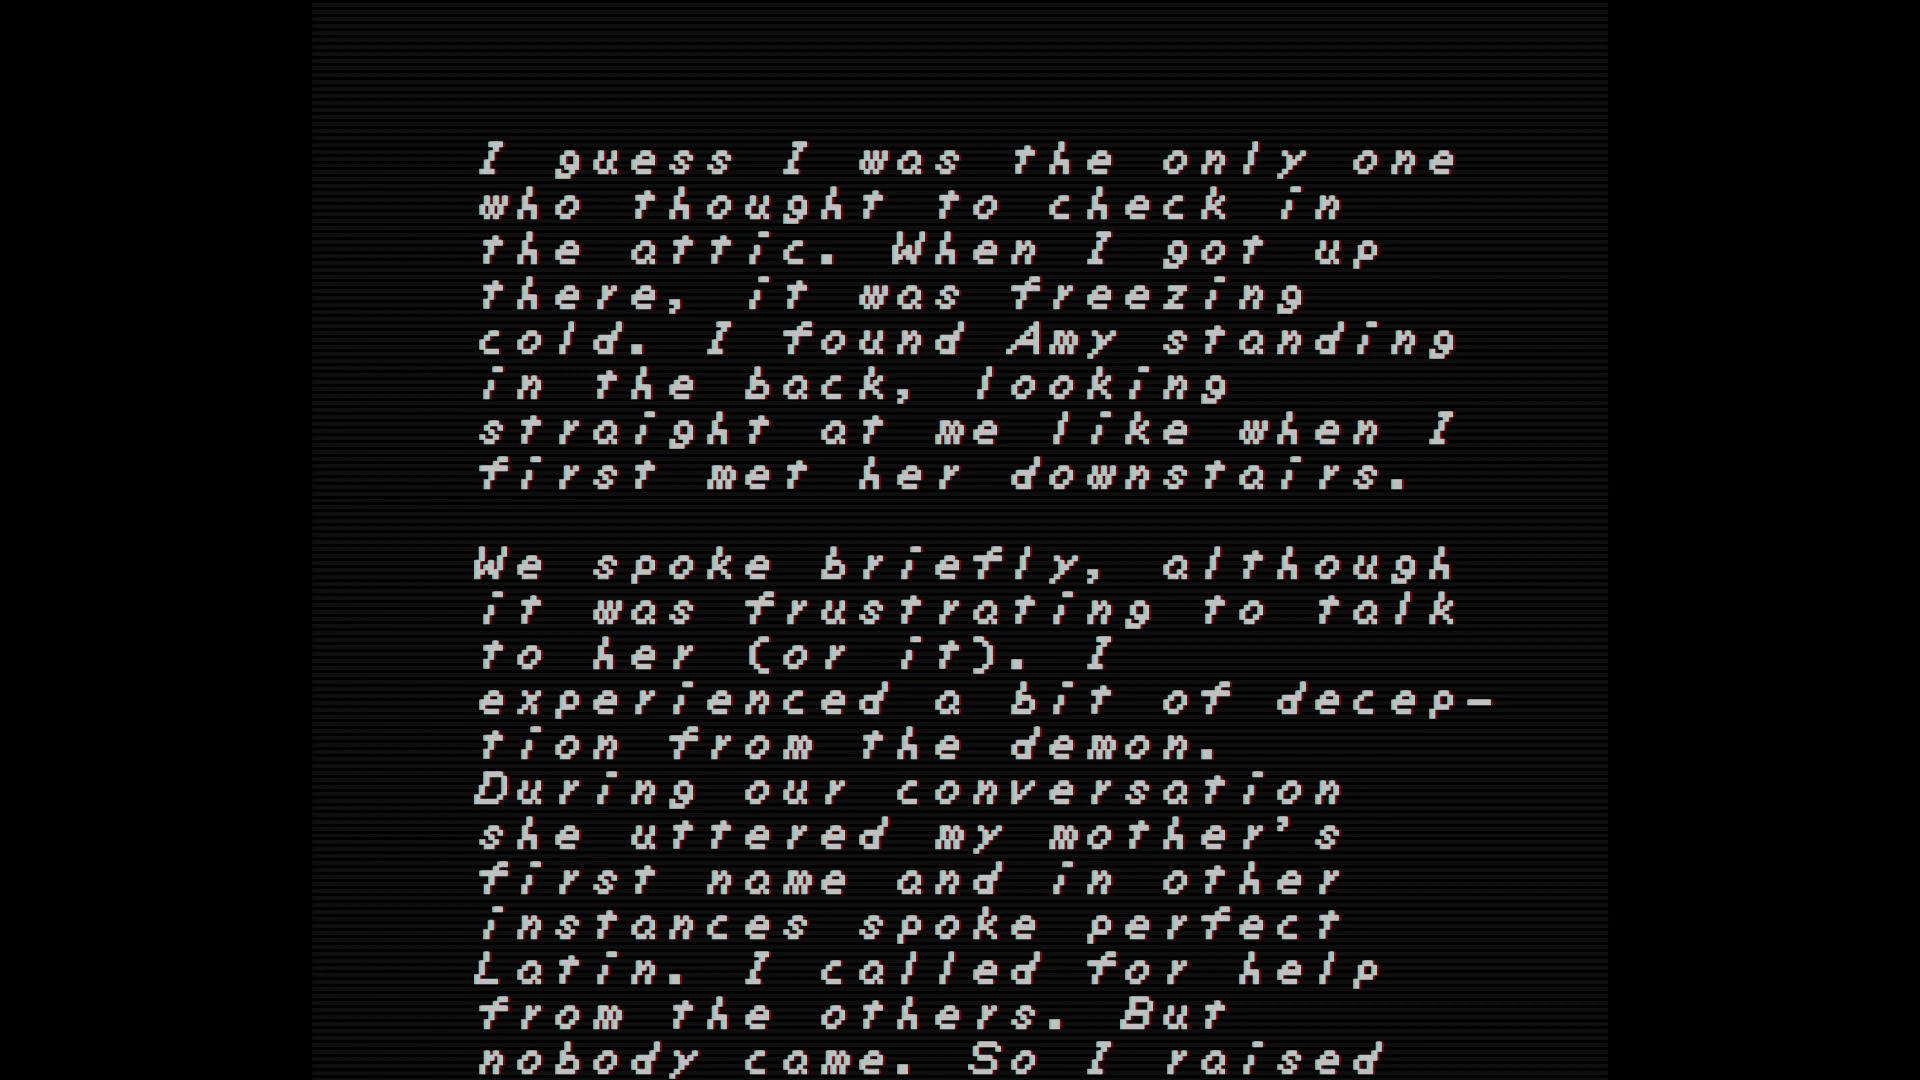 I guess I was the only one
who thought to check in
the attic. When I got up
there, it was freezing
cold. I found Amy standing
in the back, looking
straight at me like when I
first met her downstairs.
We spoke briefly, although
it was frustrating to talk
to her (or it). I
experienced a bit of decep-
tion from the demon.
During our conversation
she uttered my mother's
first name and in other
instances spoke perfect
Latin. I called for help
from the others. But
nobody came. So I raised